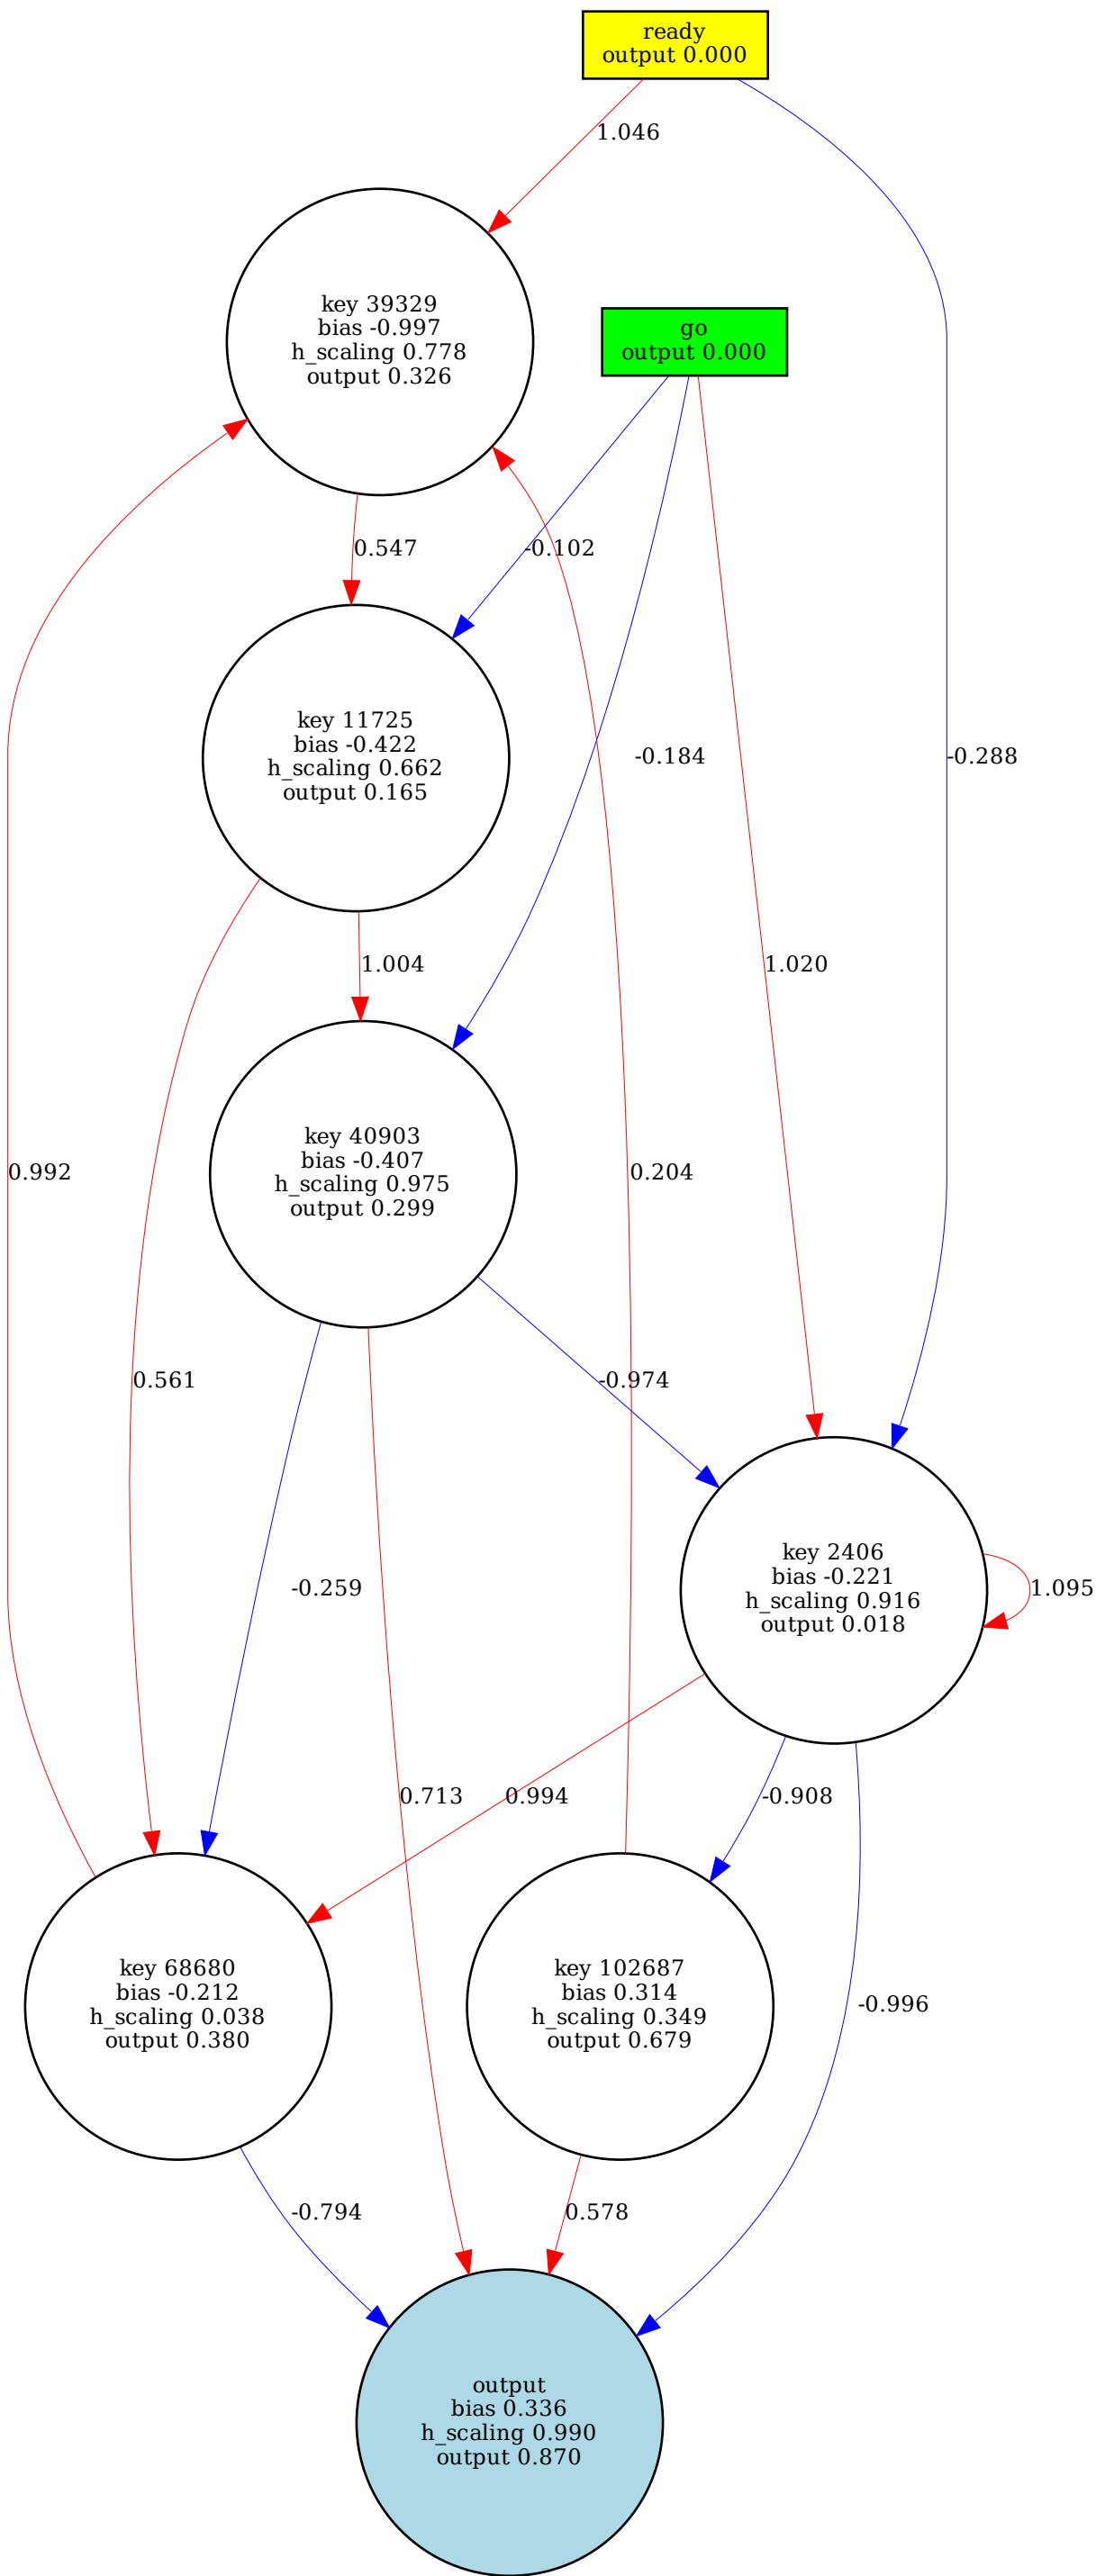 ready
output 0.000
1.046
key 39329
bias -0.997
h_scaling 0.778
output 0.326
go
output 0.000
0.547
-0.102
key 11725
bias -0.422
h_scaling 0.662
output 0.165
-0.184
-0.288
1.004
1.020
key 40903
bias -0.407
h_scaling 0.975
output 0.299
0.992
0.204
0.561
-0.974
key 2406
bias -0.221
h_scaling 0.916
output 0.018
-0.259
1.095
0.713
0.994
-0.908
key 68680
bias -0.212
h_scaling 0.038
output 0.380
key 102687
bias 0.314
h_scaling 0.349
output 0.679
-0.996
-0.794
0.578
output
bias 0.336
h_scaling 0.990
output 0.870